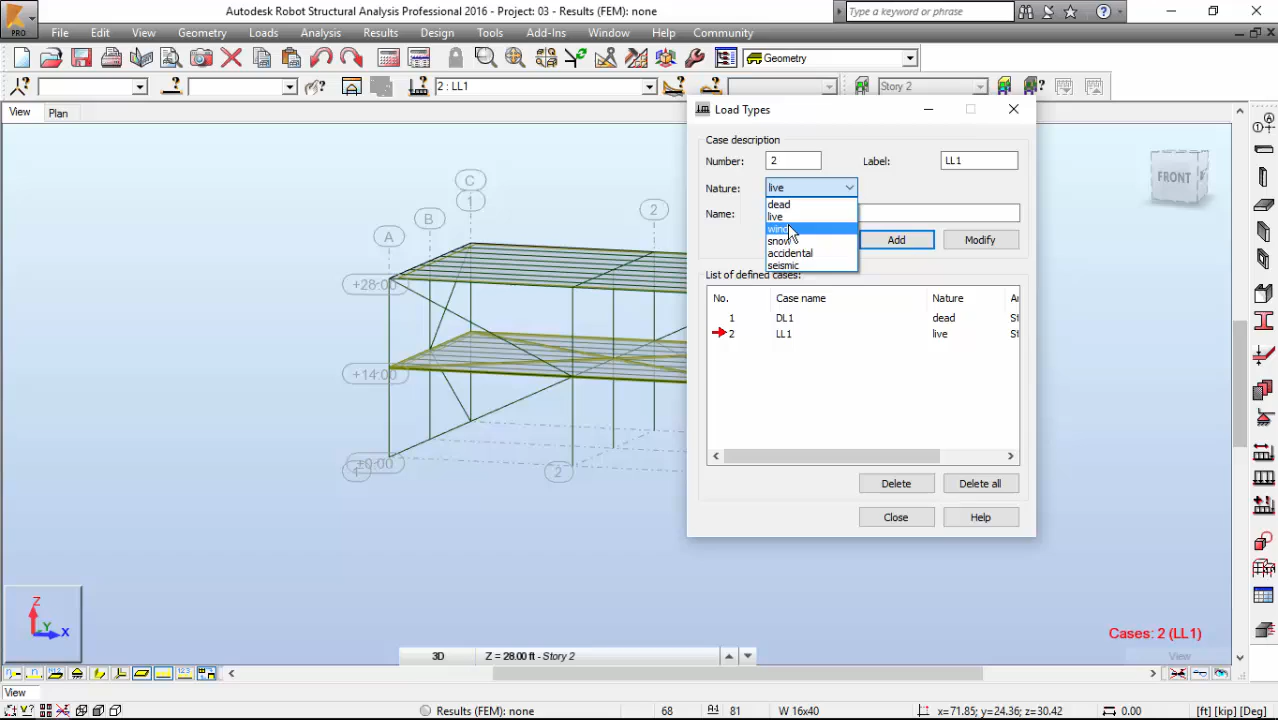 PRO
Autodesk Robot Structural Analysis Professional 2016 - Project: 03 - Results (FEM): none
Type a keyword or phrase
File Edit View Geometry Loads Analysis Results Design Tools Add-Ins Window Help Community
Geometry
2 : LL1
Story 2
View Plan
Load Types
Case description
Number: 2 Label: LL1
Nature: live
dead
live
wind
snow
accidental
seismic
Name:
Add Modify
List of defined cases:
No. Case name Nature
1 DL1 dead St
2 LL1 live St
Delete Delete all
Close Help
FRONT
C
1
B
2
A
+28.00
+14.00
+0.00
2
Z
Y
X
Cases: 2 (LL1)
3D Z = 28.00 ft - Story 2
View
View
Results (FEM): none 68 81 W 16x40 x=71.85; y=24.36; z=30.42 0.00 [ft] [kip] [Deg]